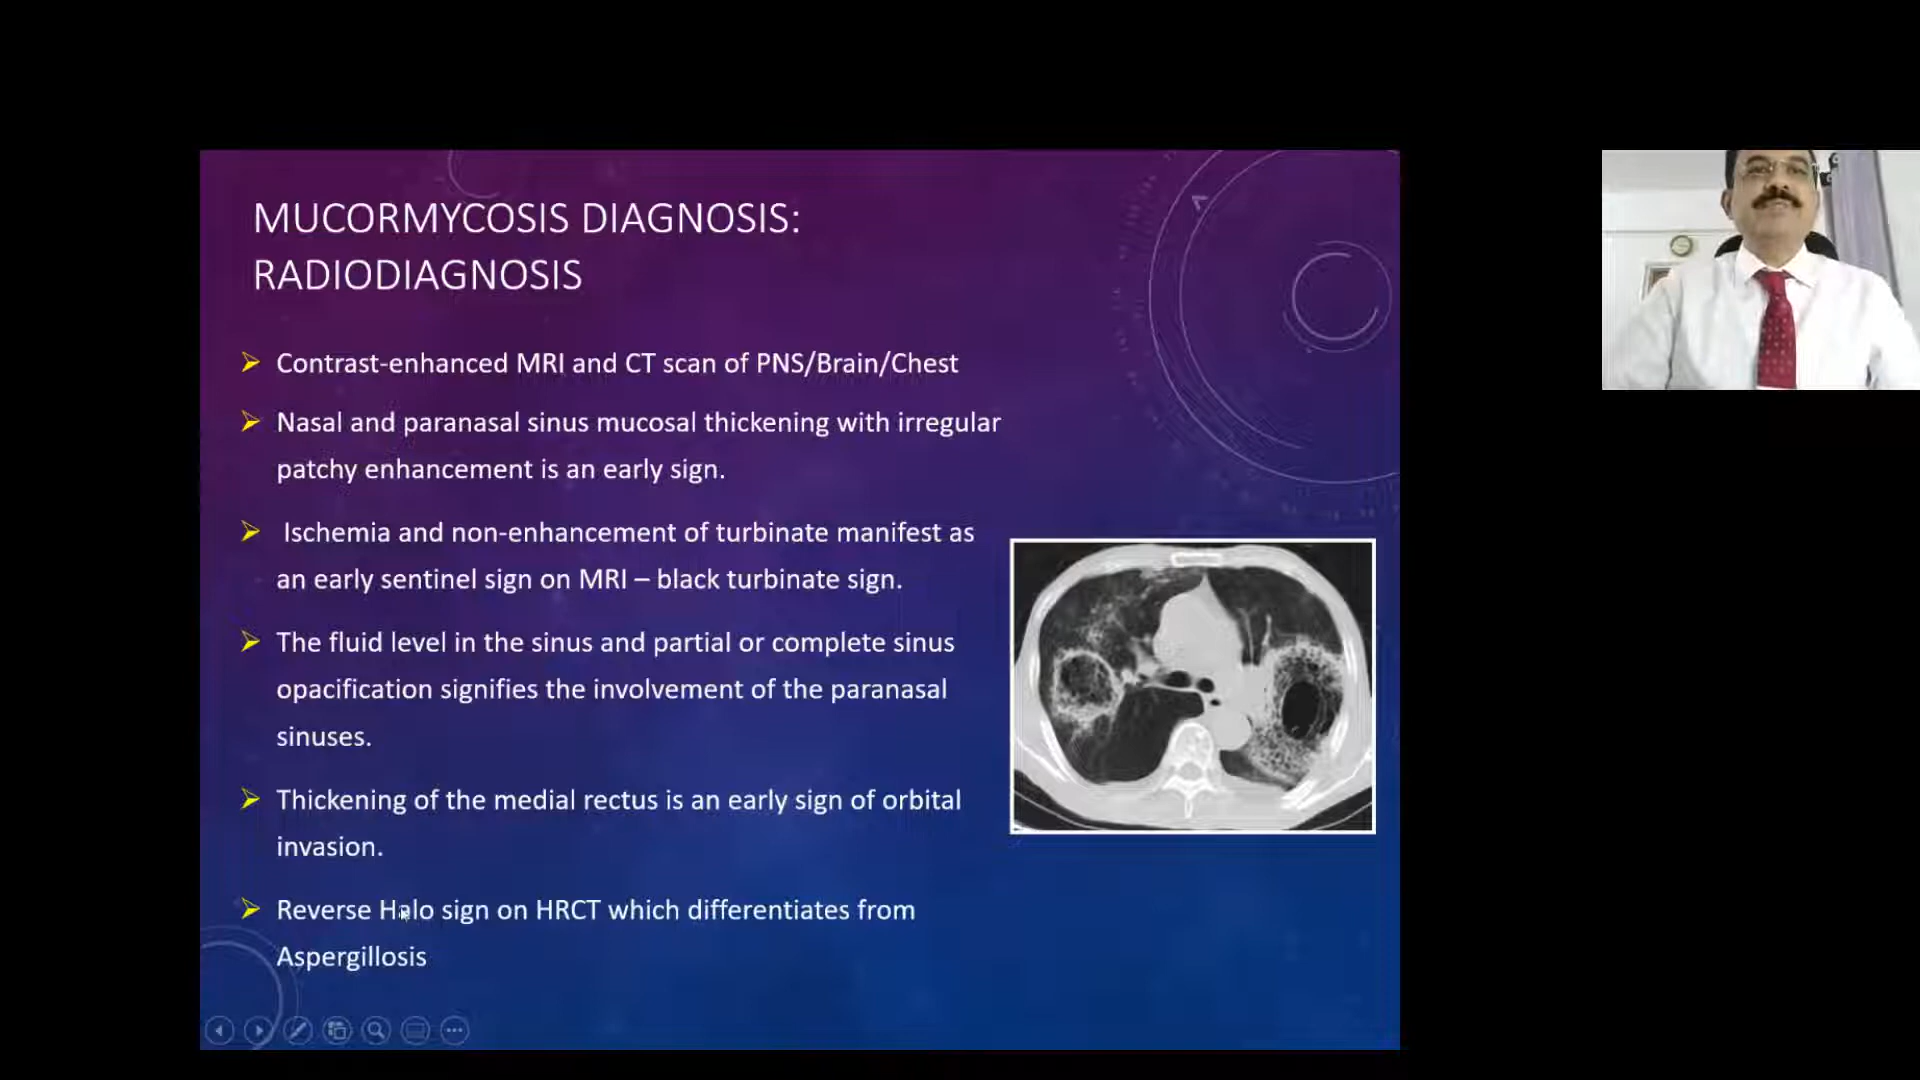 MUCORMYCOSIS DIAGNOSIS:
RADIODIAGNOSIS
Contrast-enhanced MRI and CT scan of PNS/Brain/Chest
Nasal and paranasal sinus mucosal thickening with irregular
patchy enhancement is an early sign.
Ischemia and non-enhancement of turbinate manifest as
an early sentinel sign on MRI – black turbinate sign.
The fluid level in the sinus and partial or complete sinus
opacification signifies the involvement of the paranasal
sinuses.
Thickening of the medial rectus is an early sign of orbital
invasion.
Reverse Halo sign on HRCT which differentiates from
Aspergillosis